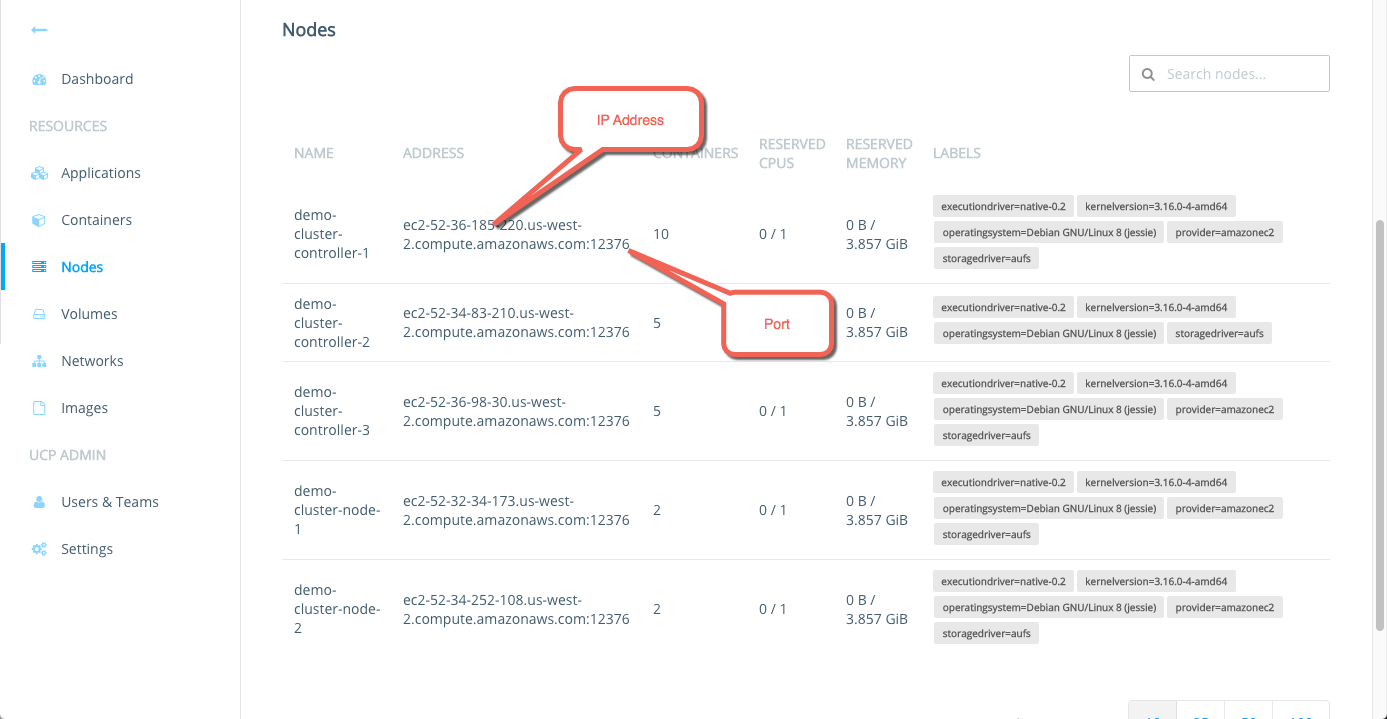 Nodes
Dashboard
Search nodes...
RESOURCES
IP Address
NAME
ADDRESS
CONTAINERS
RESERVED
CPUS
RESERVED
MEMORY
LABELS
Applications
Containers
Nodes
Volumes
Networks
Images
UCP ADMIN
Users & Teams
Settings
demo-
cluster-
controller-1
ec2-52-36-185-220.us-west-
2.compute.amazonaws.com:12376
10
0 / 1
0 B /
3.857 GiB
executiondriver=native-0.2 kernelversion=3.16.0-4-amd64
operatingsystem=Debian GNU/Linux 8 (jessie) provider=amazonec2
storagedriver=aufs
Port
demo-
cluster-
controller-2
ec2-52-34-83-210.us-west-
2.compute.amazonaws.com:12376
5
0 B /
3.857 GiB
executiondriver=native-0.2 kernelversion=3.16.0-4-amd64
operatingsystem=Debian GNU/Linux 8 (jessie) storagedriver=aufs
demo-
cluster-
controller-3
ec2-52-36-98-30.us-west-
2.compute.amazonaws.com:12376
5
0 / 1
0 B /
3.857 GiB
executiondriver=native-0.2 kernelversion=3.16.0-4-amd64
operatingsystem=Debian GNU/Linux 8 (jessie) provider=amazonec2
storagedriver=aufs
demo-
cluster-node-
1
ec2-52-32-34-173.us-west-
2.compute.amazonaws.com:12376
2
0 / 1
0 B /
3.857 GiB
executiondriver=native-0.2 kernelversion=3.16.0-4-amd64
operatingsystem=Debian GNU/Linux 8 (jessie) provider=amazonec2
storagedriver=aufs
demo-
cluster-node-
2
ec2-52-34-252-108.us-west-
2.compute.amazonaws.com:12376
2
0 / 1
0 B /
3.857 GiB
executiondriver=native-0.2 kernelversion=3.16.0-4-amd64
operatingsystem=Debian GNU/Linux 8 (jessie) provider=amazonec2
storagedriver=aufs